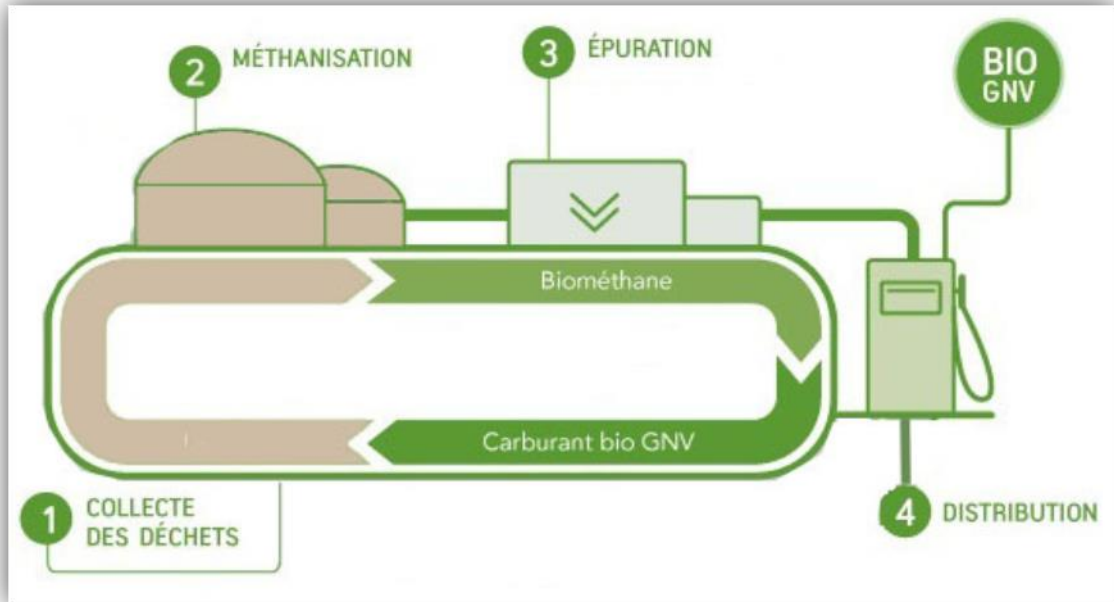 2 MÉTHANISATION
3 ÉPURATION
BIO
GNV
Biométhane
Carburant bio GNV
1 COLLECTE
DES DÉCHETS
4 DISTRIBUTION